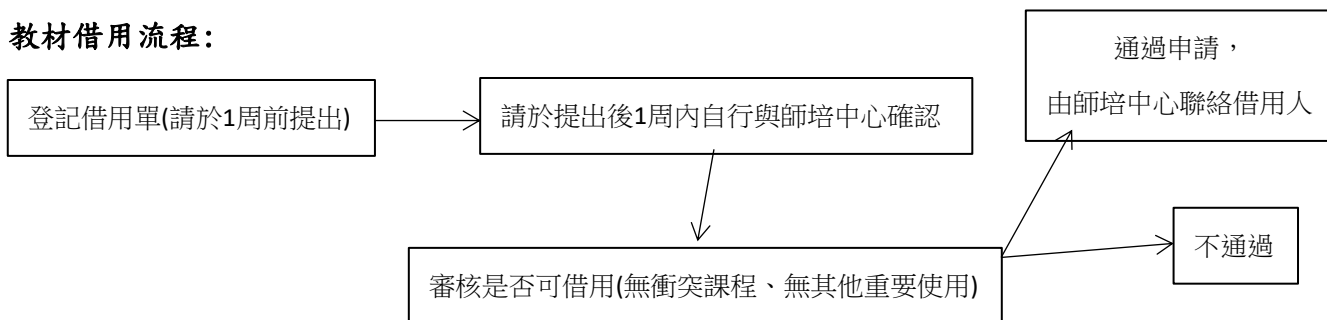 教材借用流程:
登記借用單(請於1周前提出)
請於提出後1周內自行與師培中心確認
通過申請，
由師培中心聯絡借用人
審核是否可借用(無衝突課程、無其他重要使用)
不通過